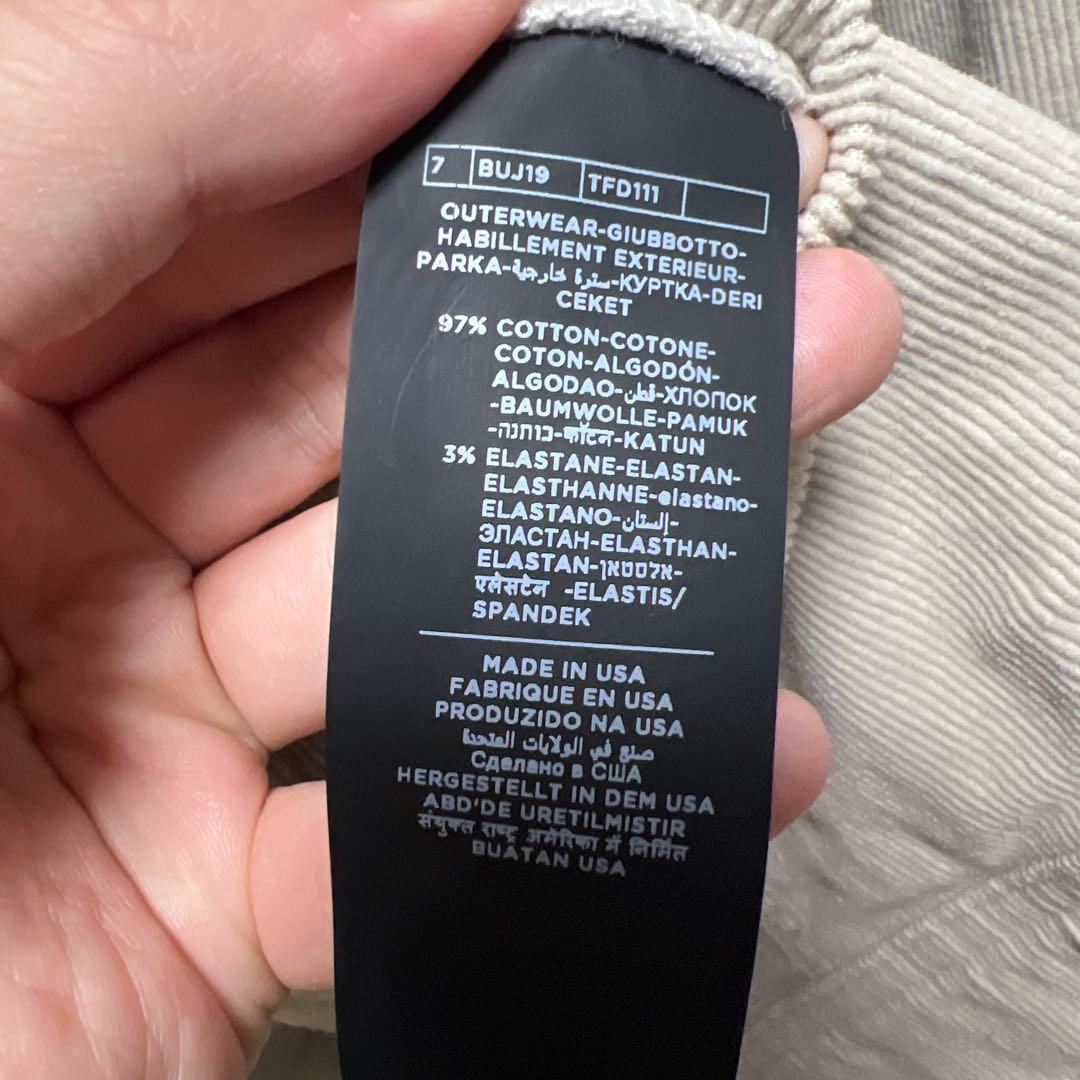 7 BUJ19 TFD111
OUTERWEAR-GIUBBOTTO-
HABILLEMENT EXTERIEUR-
PARKA-سترة خارجية-КУРТКА-DERI
CEKET
97% COTTON-COTONE-
COTON-ALGODÓN-
ALGODAO-قطن-ХЛОПОК
-BAUMWOLLE-PAMUK
-כותנה-कॉटन-KATUN
3% ELASTANE-ELASTAN-
ELASTHANNE-elastano-
ELASTANO-إلستان-
ЭЛАСТАН-ELASTHAN-
ELASTAN-אלסטאן-
एलेसटेन -ELASTIS/
SPANDEK
MADE IN USA
FABRIQUE EN USA
PRODUZIDO NA USA
صنع في الولايات المتحدة
Сделано в США
HERGESTELLT IN DEM USA
ABD'DE URETILMISTIR
संयुक्त राष्ट्र अमेरिका में निर्मित
BUATAN USA